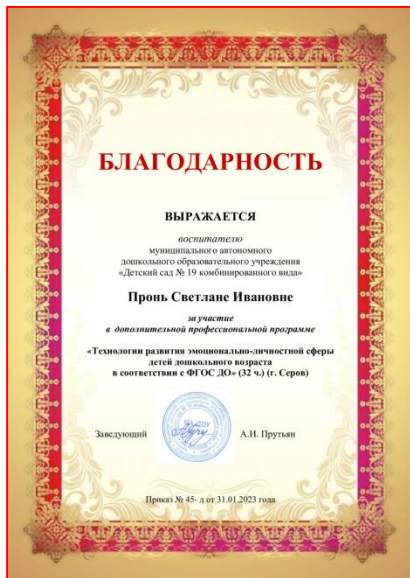 БЛАГОДАРНОСТЬ
ВЫРАЖАЕТСЯ
воспитателю
муниципального автономного
дошкольного образовательного учреждения
«Детский сад № 19 комбинированного вида»
Пронь Светлане Ивановне
за участие
в дополнительной профессиональной программе
«Технологии развития эмоционально-личностной сферы
детей дошкольного возраста
в соответствии с ФГОС ДО» (32 ч.) (г. Серов)
Заведующий А.И. Прутьян
Приказ № 45- д от 31.01.2023 года